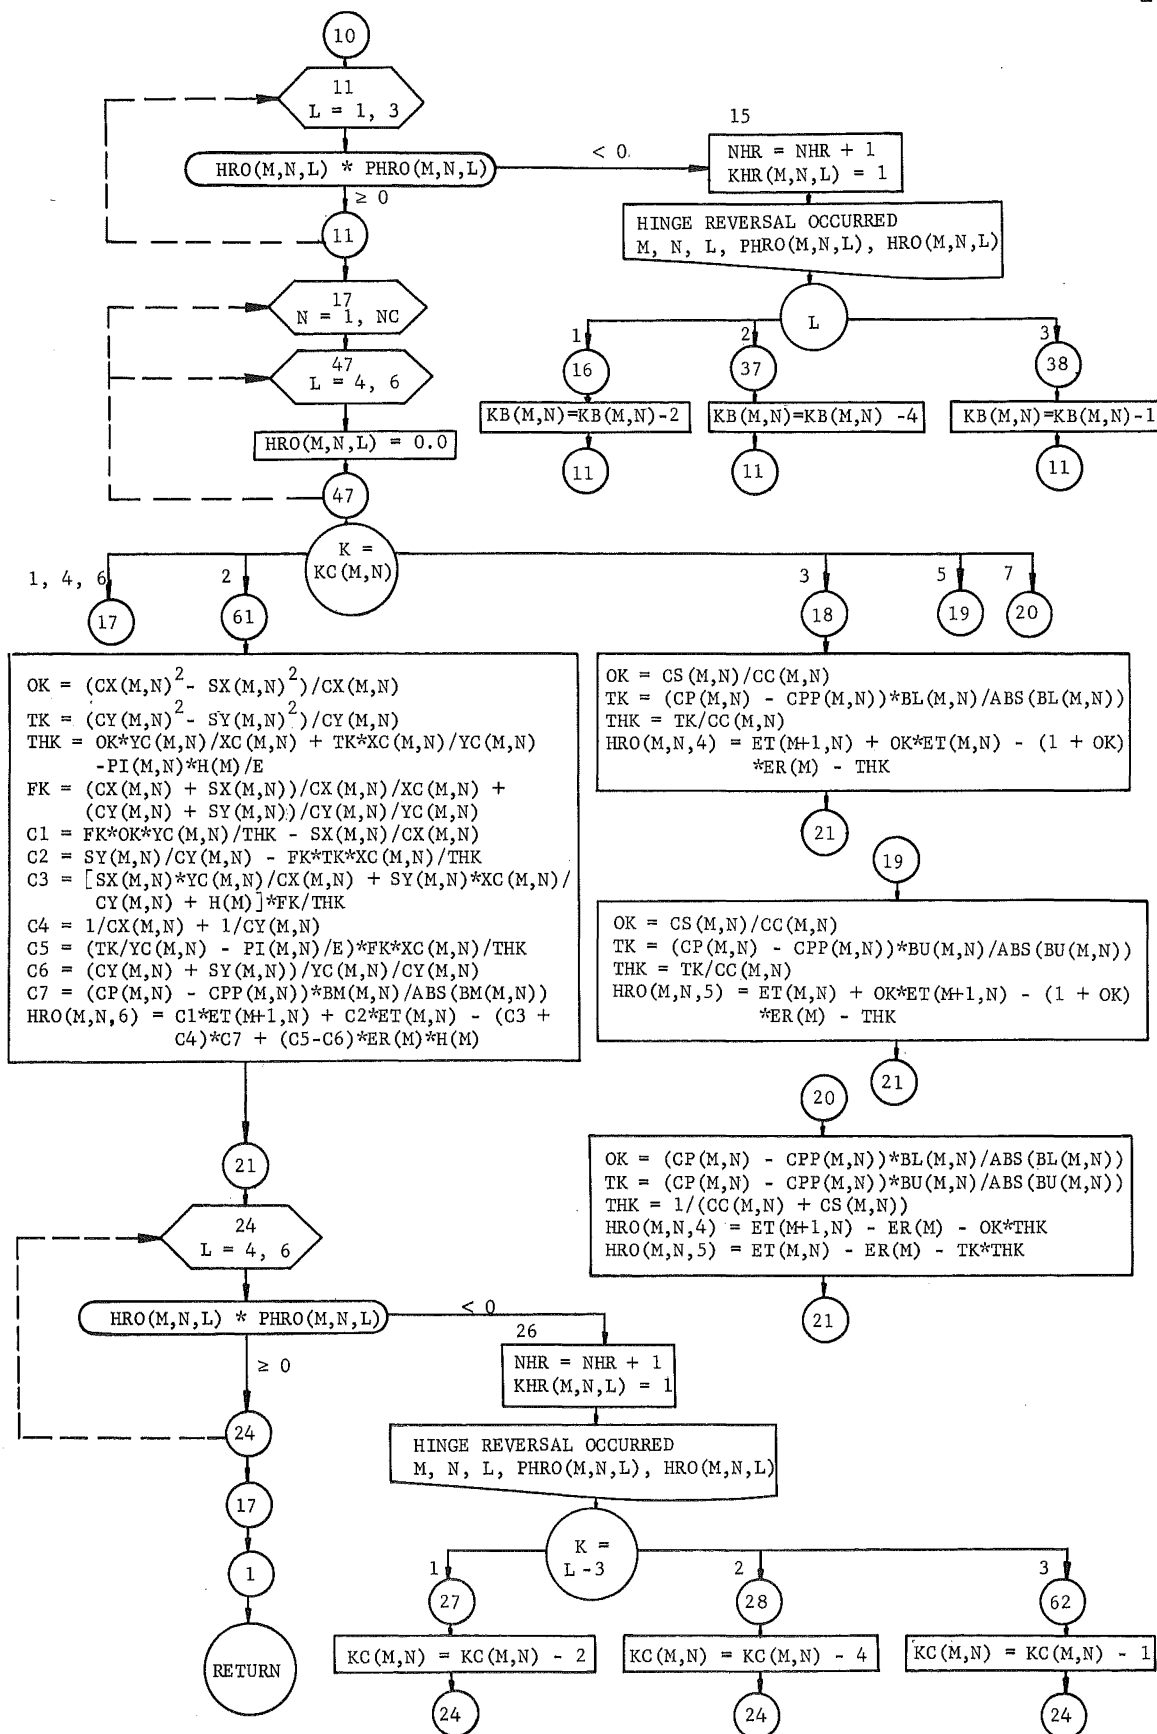 10
11
L = 1, 3
HRO(M,N,L) * PHRO(M,N,L)
< 0
≥ 0
15
NHR = NHR + 1
KHR(M,N,L) = 1
HINGE REVERSAL OCCURRED
M, N, L, PHRO(M,N,L), HRO(M,N,L)
11
17
N = 1, NC
L
1
2
3
16
37
38
47
L = 4, 6
KB(M,N)=KB(M,N)-2
KB(M,N)=KB(M,N) -4
KB(M,N)=KB(M,N)-1
HRO(M,N,L) = 0.0
11
11
11
47
K =
KC(M,N)
1, 4, 6
2
3
5
7
17
61
18
19
20
OK = (CX(M,N)² - SX(M,N)²)/CX(M,N)
TK = (CY(M,N)² - SY(M,N)²)/CY(M,N)
THK = OK*YC(M,N)/XC(M,N) + TK*XC(M,N)/YC(M,N)
-PI(M,N)*H(M)/E
FK = (CX(M,N) + SX(M,N))/CX(M,N)/XC(M,N) +
(CY(M,N) + SY(M,N))/CY(M,N)/YC(M,N)
C1 = FK*OK*YC(M,N)/THK - SX(M,N)/CX(M,N)
C2 = SY(M,N)/CY(M,N) - FK*TK*XC(M,N)/THK
C3 = [SX(M,N)*YC(M,N)/CX(M,N) + SY(M,N)*XC(M,N)/
CY(M,N) + H(M)]*FK/THK
C4 = 1/CX(M,N) + 1/CY(M,N)
C5 = (TK/YC(M,N) - PI(M,N)/E)*FK*XC(M,N)/THK
C6 = (CY(M,N) + SY(M,N))/YC(M,N)/CY(M,N)
C7 = (CP(M,N) - CPP(M,N))*BM(M,N)/ABS(BM(M,N))
HRO(M,N,6) = C1*ET(M+1,N) + C2*ET(M,N) - (C3 +
C4)*C7 + (C5-C6)*ER(M)*H(M)
OK = CS(M,N)/CC(M,N)
TK = (CP(M,N) - CPP(M,N))*BL(M,N)/ABS(BL(M,N))
THK = TK/CC(M,N)
HRO(M,N,4) = ET(M+1,N) + OK*ET(M,N) - (1 + OK)
*ER(M) - THK
21
19
OK = CS(M,N)/CC(M,N)
TK = (CP(M,N) - CPP(M,N))*BU(M,N)/ABS(BU(M,N))
THK = TK/CC(M,N)
HRO(M,N,5) = ET(M,N) + OK*ET(M+1,N) - (1 + OK)
*ER(M) - THK
21
20
OK = (CP(M,N) - CPP(M,N))*BL(M,N)/ABS(BL(M,N))
TK = (CP(M,N) - CPP(M,N))*BU(M,N)/ABS(BU(M,N))
THK = 1/(CC(M,N) + CS(M,N))
HRO(M,N,4) = ET(M+1,N) - ER(M) - OK*THK
HRO(M,N,5) = ET(M,N) - ER(M) - TK*THK
21
21
24
L = 4, 6
HRO(M,N,L) * PHRO(M,N,L)
< 0
≥ 0
26
NHR = NHR + 1
KHR(M,N,L) = 1
HINGE REVERSAL OCCURRED
M, N, L, PHRO(M,N,L), HRO(M,N,L)
24
17
1
RETURN
K =
L -3
1
2
3
27
28
62
KC(M,N) = KC(M,N) - 2
KC(M,N) = KC(M,N) - 4
KC(M,N) = KC(M,N) - 1
24
24
24